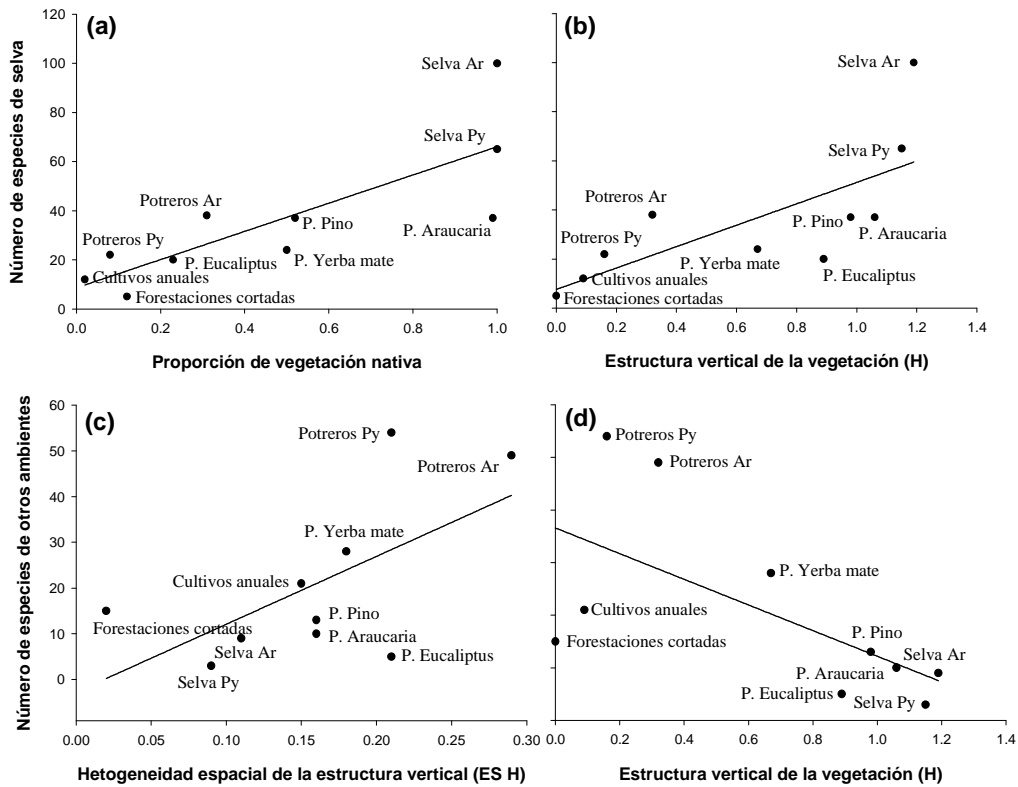 (a)
Número de especies de selva
120
100
80
60
40
20
0
Selva Ar
Selva Py
Potreros Ar
P. Pino
P. Araucaria
Potreros Py
P. Yerba mate
P. Eucaliptus
Cultivos anuales
Forestaciones cortadas
0.0 0.2 0.4 0.6 0.8 1.0
Proporción de vegetación nativa
(b)
Selva Ar
Selva Py
Potreros Ar
P. Pino
P. Araucaria
Potreros Py
P. Yerba mate
P. Eucaliptus
Cultivos anuales
Forestaciones cortadas
0.0 0.2 0.4 0.6 0.8 1.0 1.2 1.4
Estructura vertical de la vegetación (H)
(c)
Número de especies de otros ambientes
60
50
40
30
20
10
0
Potreros Py
Potreros Ar
P. Yerba mate
Cultivos anuales
P. Pino
Forestaciones cortadas
P. Araucaria
Selva Ar
P. Eucaliptus
Selva Py
0.00 0.05 0.10 0.15 0.20 0.25 0.30
Hetogeneidad espacial de la estructura vertical (ES H)
(d)
Potreros Py
Potreros Ar
P. Yerba mate
Cultivos anuales
P. Pino
Forestaciones cortadas
Selva Ar
P. Araucaria
P. Eucaliptus
Selva Py
0.0 0.2 0.4 0.6 0.8 1.0 1.2 1.4
Estructura vertical de la vegetación (H)